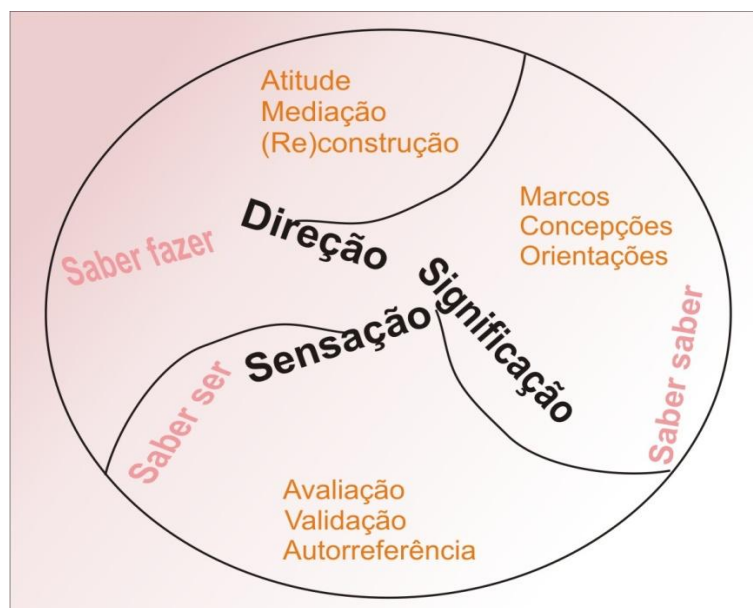 Atitude
Mediação
(Re)construção
Direção
Saber fazer
Marcos
Concepções
Orientações
Significação
Saber saber
Sensação
Saber ser
Avaliação
Validação
Autorreferência